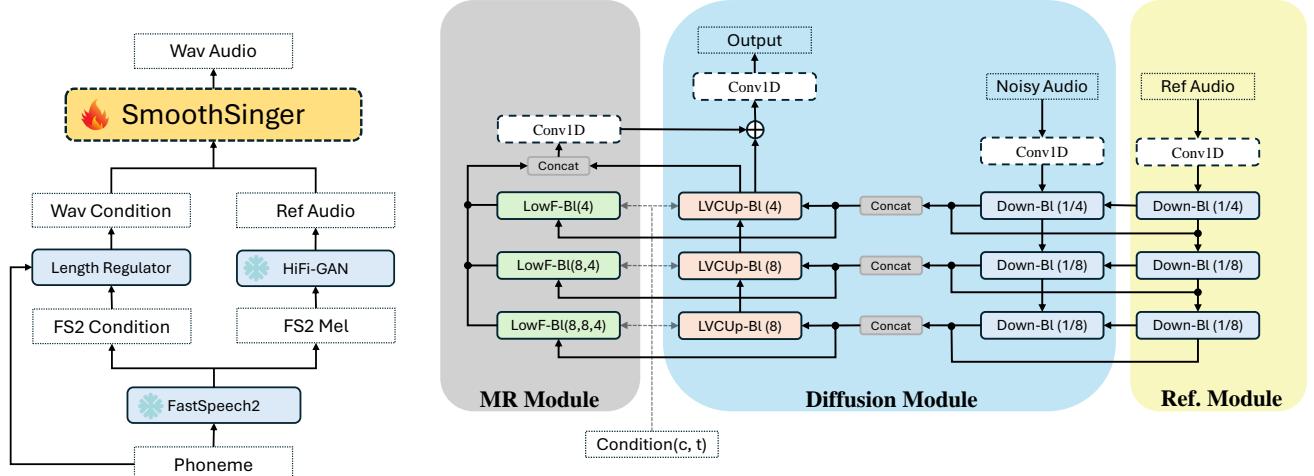 Wav Audio
SmoothSinger
Wav Condition
Ref Audio
Length Regulator
HiFi-GAN
FS2 Condition
FS2 Mel
FastSpeech2
Phoneme
Output
Conv1D
Noisy Audio
Ref Audio
Conv1D
Conv1D
Conv1D
Concat
LowF-Bl(4)
LVCUp-Bl (4)
Concat
Down-Bl (1/4)
Down-Bl (1/4)
LowF-Bl(8,4)
LVCUp-Bl (8)
Concat
Down-Bl (1/8)
Down-Bl (1/8)
LowF-Bl(8,8,4)
LVCUp-Bl (8)
Concat
Down-Bl (1/8)
Down-Bl (1/8)
MR Module
Diffusion Module
Ref. Module
Condition(c, t)